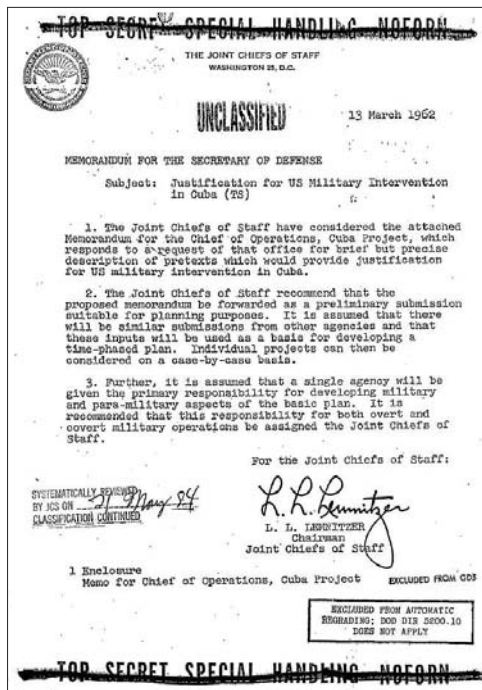 TOP SECRET SPECIAL HANDLING NOFORN
THE JOINT CHIEFS OF STAFF
WASHINGTON 25, D.C.
UNCLASSIFIED
13 March 1962
MEMORANDUM FOR THE SECRETARY OF DEFENSE
Subject: Justification for US Military Intervention
in Cuba (TS)
1. The Joint Chiefs of Staff have considered the attached
Memorandum for the Chief of Operations, Cuba Project, which
responds to a request of that office for brief but precise
description of pretexts which would provide justification
for US military intervention in Cuba.
2. The Joint Chiefs of Staff recommend that the
proposed memorandum be forwarded as a preliminary submission
suitable for planning purposes. It is assumed that there
will be similar submissions from other agencies and that
these inputs will be used as a basis for developing a
time-phased plan. Individual projects can then be
considered on a case-by-case basis.
3. Further, it is assumed that a single agency will be
given the primary responsibility for developing military
and para-military aspects of the basic plan. It is
recommended that this responsibility for both overt and
covert military operations be assigned the Joint Chiefs of
Staff.
For the Joint Chiefs of Staff:
SYSTEMATICALLY REVIEWED
BY JCS ON 21 May 84
CLASSIFICATION CONTINUED
L. L. Lemnitzer
L. L. LEMNITZER
Chairman
Joint Chiefs of Staff
1 Enclosure
Memo for Chief of Operations, Cuba Project
EXCLUDED FROM GDS
EXCLUDED FROM AUTOMATIC
REGRADING; DOD DIR 5200.10
DOES NOT APPLY
TOP SECRET SPECIAL HANDLING NOFORN